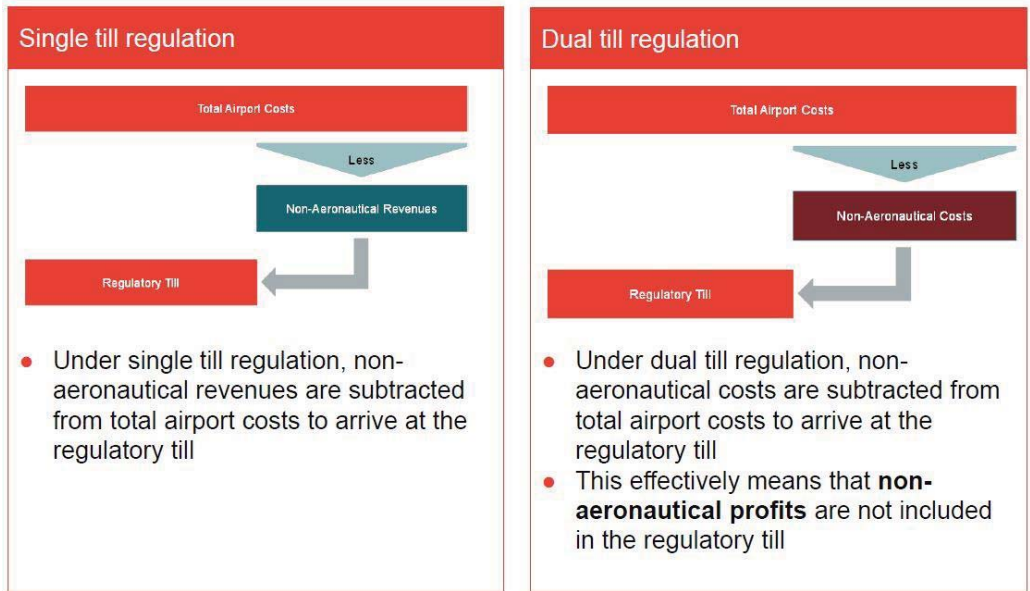 Single till regulation
Total Airport Costs
Less
Non-Aeronautical Revenues
Regulatory Till
● Under single till regulation, non-
aeronautical revenues are subtracted
from total airport costs to arrive at the
regulatory till
Dual till regulation
Total Airport Costs
Less
Non-Aeronautical Costs
Regulatory Till
● Under dual till regulation, non-
aeronautical costs are subtracted from
total airport costs to arrive at the
regulatory till
● This effectively means that non-
aeronautical profits are not included
in the regulatory till